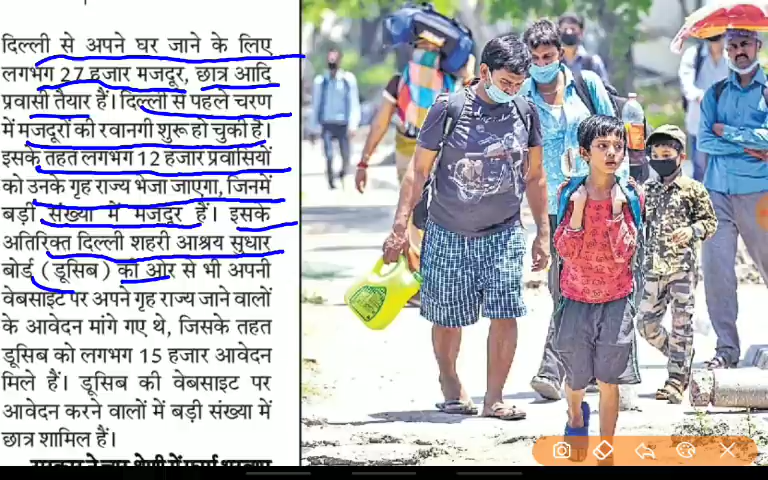 दिल्ली से अपने घर जाने के लिए
लगभग 27 हजार मजदूर, छात्र आदि
प्रवासी तैयार हैं। दिल्ली से पहले चरण
में मजदूरों की रवानगी शुरू हो चुकी है।
इसके तहत लगभग 12 हजार प्रवासियों
को उनके गृह राज्य भेजा जाएगा, जिनमें
बड़ी संख्या में मजदूर हैं। इसके
अतिरिक्त दिल्ली शहरी आश्रय सुधार
बोर्ड (डूसिब) की ओर से भी अपनी
वेबसाइट पर अपने गृह राज्य जाने वालों
के आवेदन मांगे गए थे, जिसके तहत
डूसिब को लगभग 15 हजार आवेदन
मिले हैं। डूसिब की वेबसाइट पर
आवेदन करने वालों में बड़ी संख्या में
छात्र शामिल हैं।